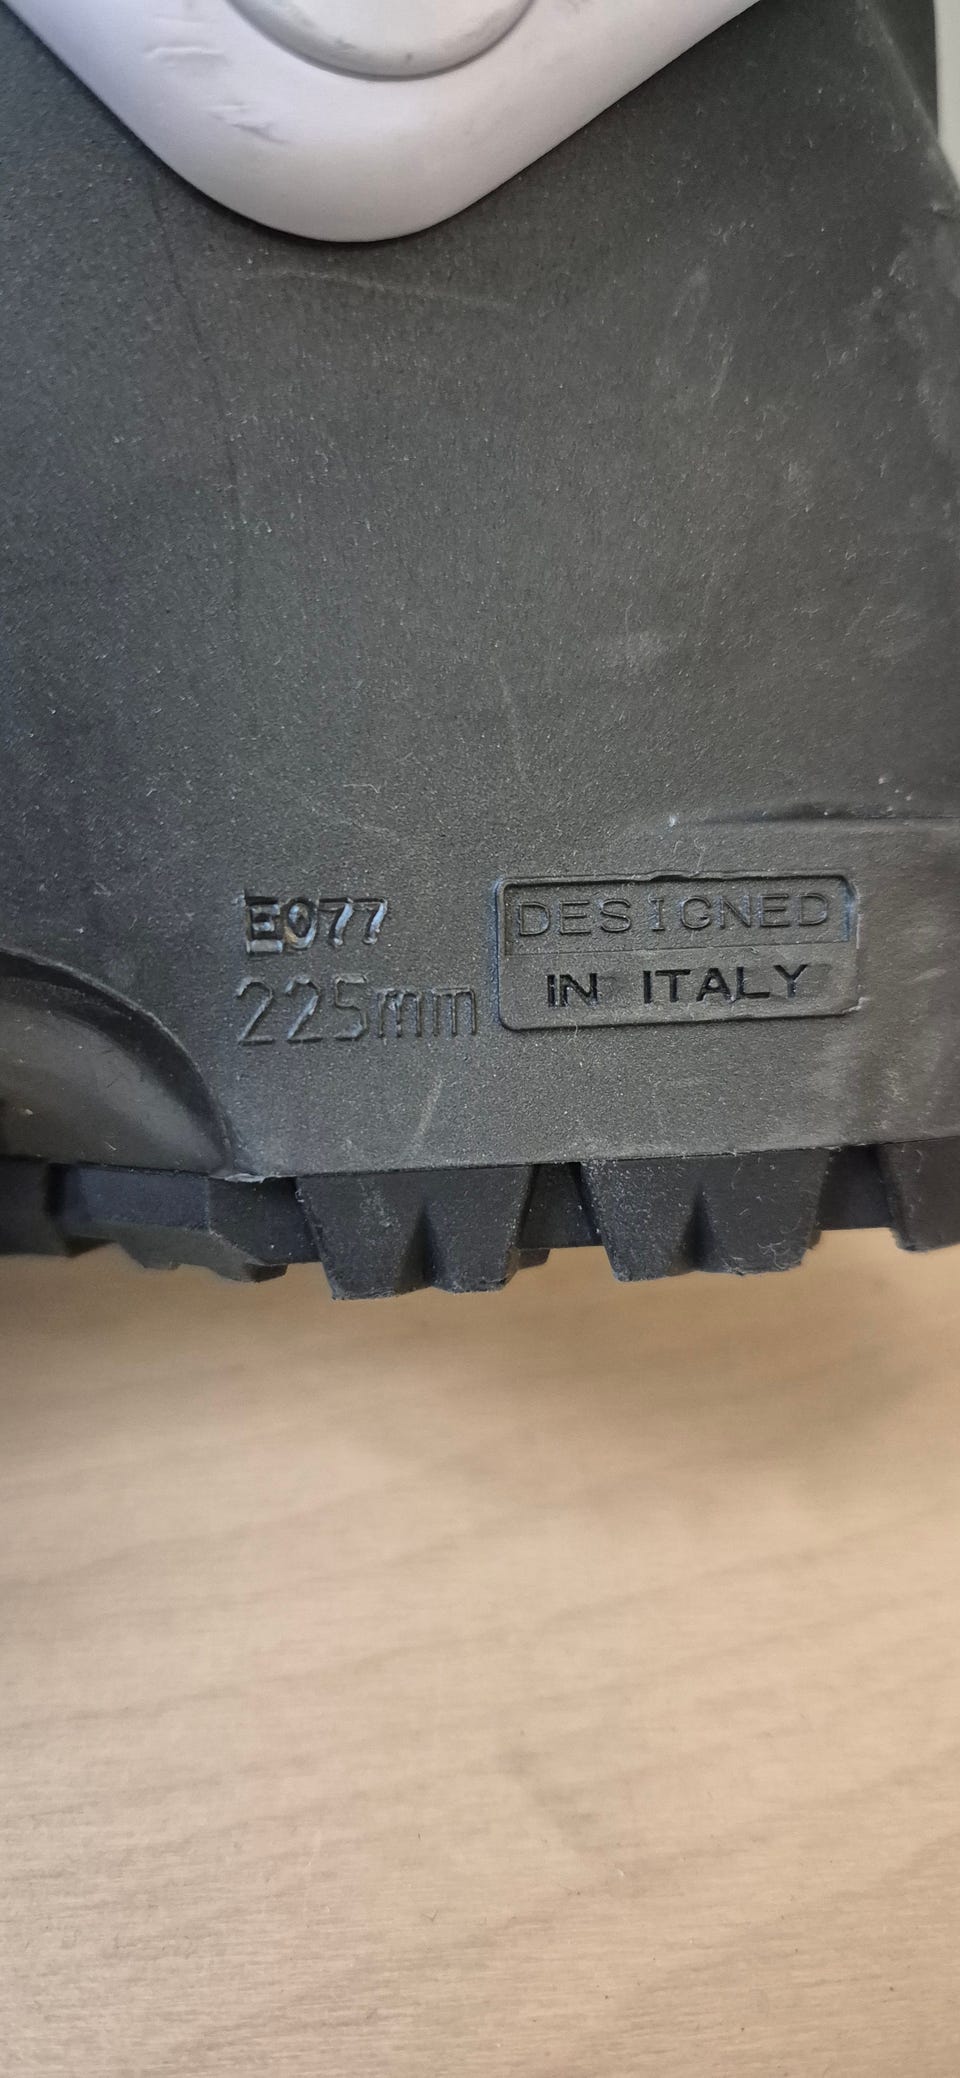 E077
225mm
DESIGNED
IN ITALY